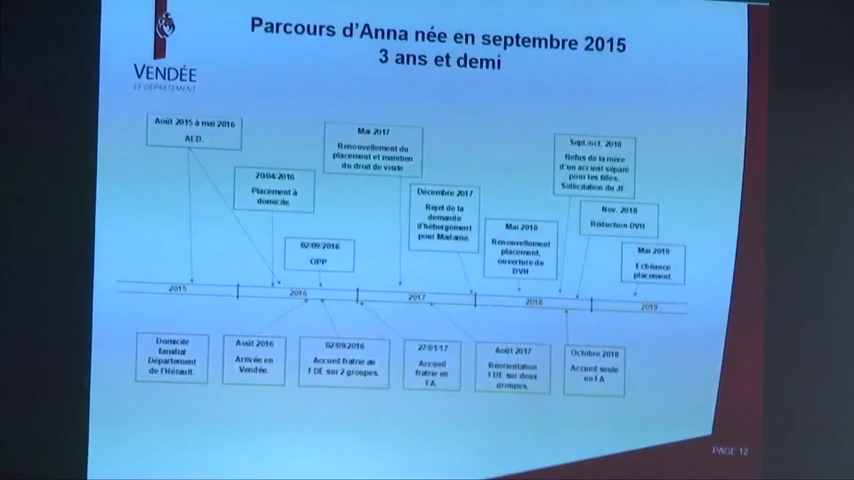 VENDÉE
LE DÉPARTEMENT
Parcours d'Anna née en septembre 2015
3 ans et demi
Août 2015 à mai 2016
AED.
20/04/2016
Placement à
domicile.
02/09/2016
OPP
Mai 2017
Renouvellement du
placement et maintien
du droit de visite
Décembre 2017
Rejet de la
demande
d'hébergement
pour Madame.
Mai 2018
Renouvellement
placement,
ouverture de
DVH
Sept./oct. 2018
Refus de la mère
d'un accueil séparé
pour les filles.
Sollicitation du JE.
Nov. 2018
Réduction DVH
Mai 2019
Echéance
placement.
2015
2016
2017
2018
2019
Domicile
familial
Département
de l'Hérault.
Août 2016
Arrivée en
Vendée.
02/09/2016
Accueil fratrie au
FDE sur 2 groupes.
27/01/17
Accueil
fratrie en
FA.
Août 2017
Réorientation
FDE sur deux
groupes.
Octobre 2018
Accueil seule
en FA
PAGE 12